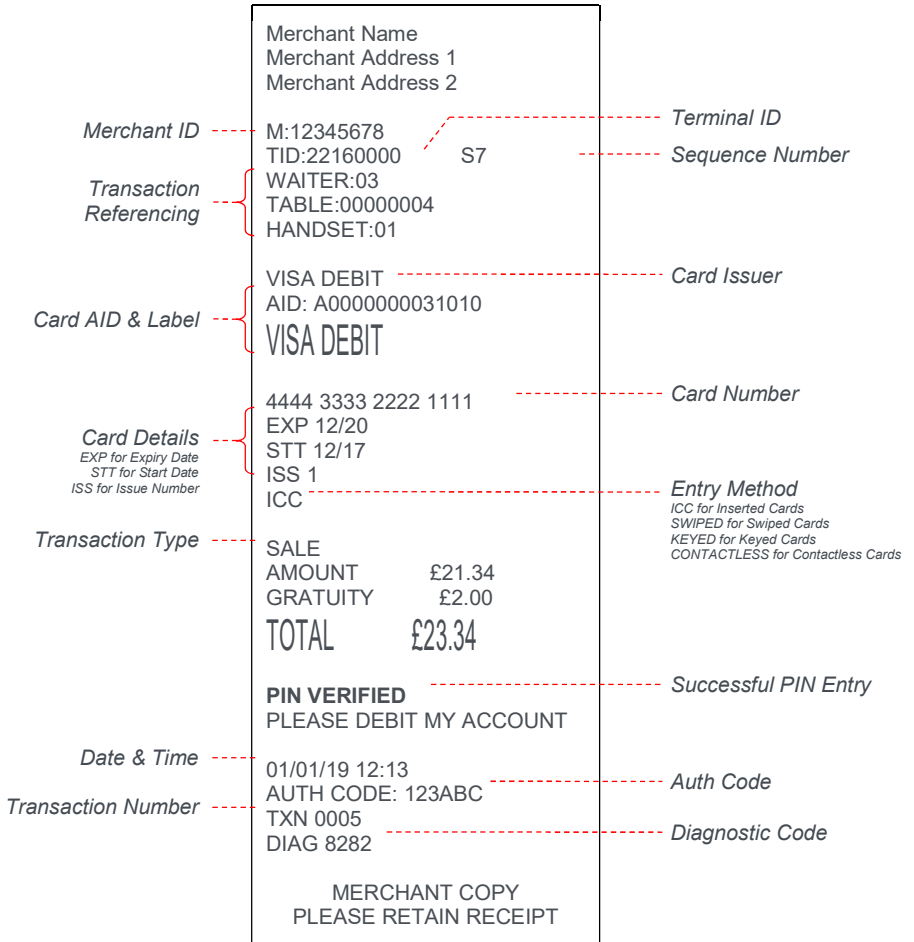 Merchant Name
Merchant Address 1
Merchant Address 2
Merchant ID
M:12345678
Terminal ID
TID:22160000 S7
Sequence Number
Transaction
Referencing
WAITER:03
TABLE:00000004
HANDSET:01
VISA DEBIT
Card Issuer
Card AID & Label
AID: A0000000031010
VISA DEBIT
4444 3333 2222 1111
Card Number
Card Details
EXP for Expiry Date
STT for Start Date
ISS for Issue Number
EXP 12/20
STT 12/17
ISS 1
ICC
Entry Method
ICC for Inserted Cards
SWIPED for Swiped Cards
KEYED for Keyed Cards
CONTACTLESS for Contactless Cards
Transaction Type
SALE
AMOUNT £21.34
GRATUITY £2.00
TOTAL £23.34
PIN VERIFIED
Successful PIN Entry
PLEASE DEBIT MY ACCOUNT
Date & Time
01/01/19 12:13
AUTH CODE: 123ABC
Auth Code
Transaction Number
TXN 0005
DIAG 8282
Diagnostic Code
MERCHANT COPY
PLEASE RETAIN RECEIPT